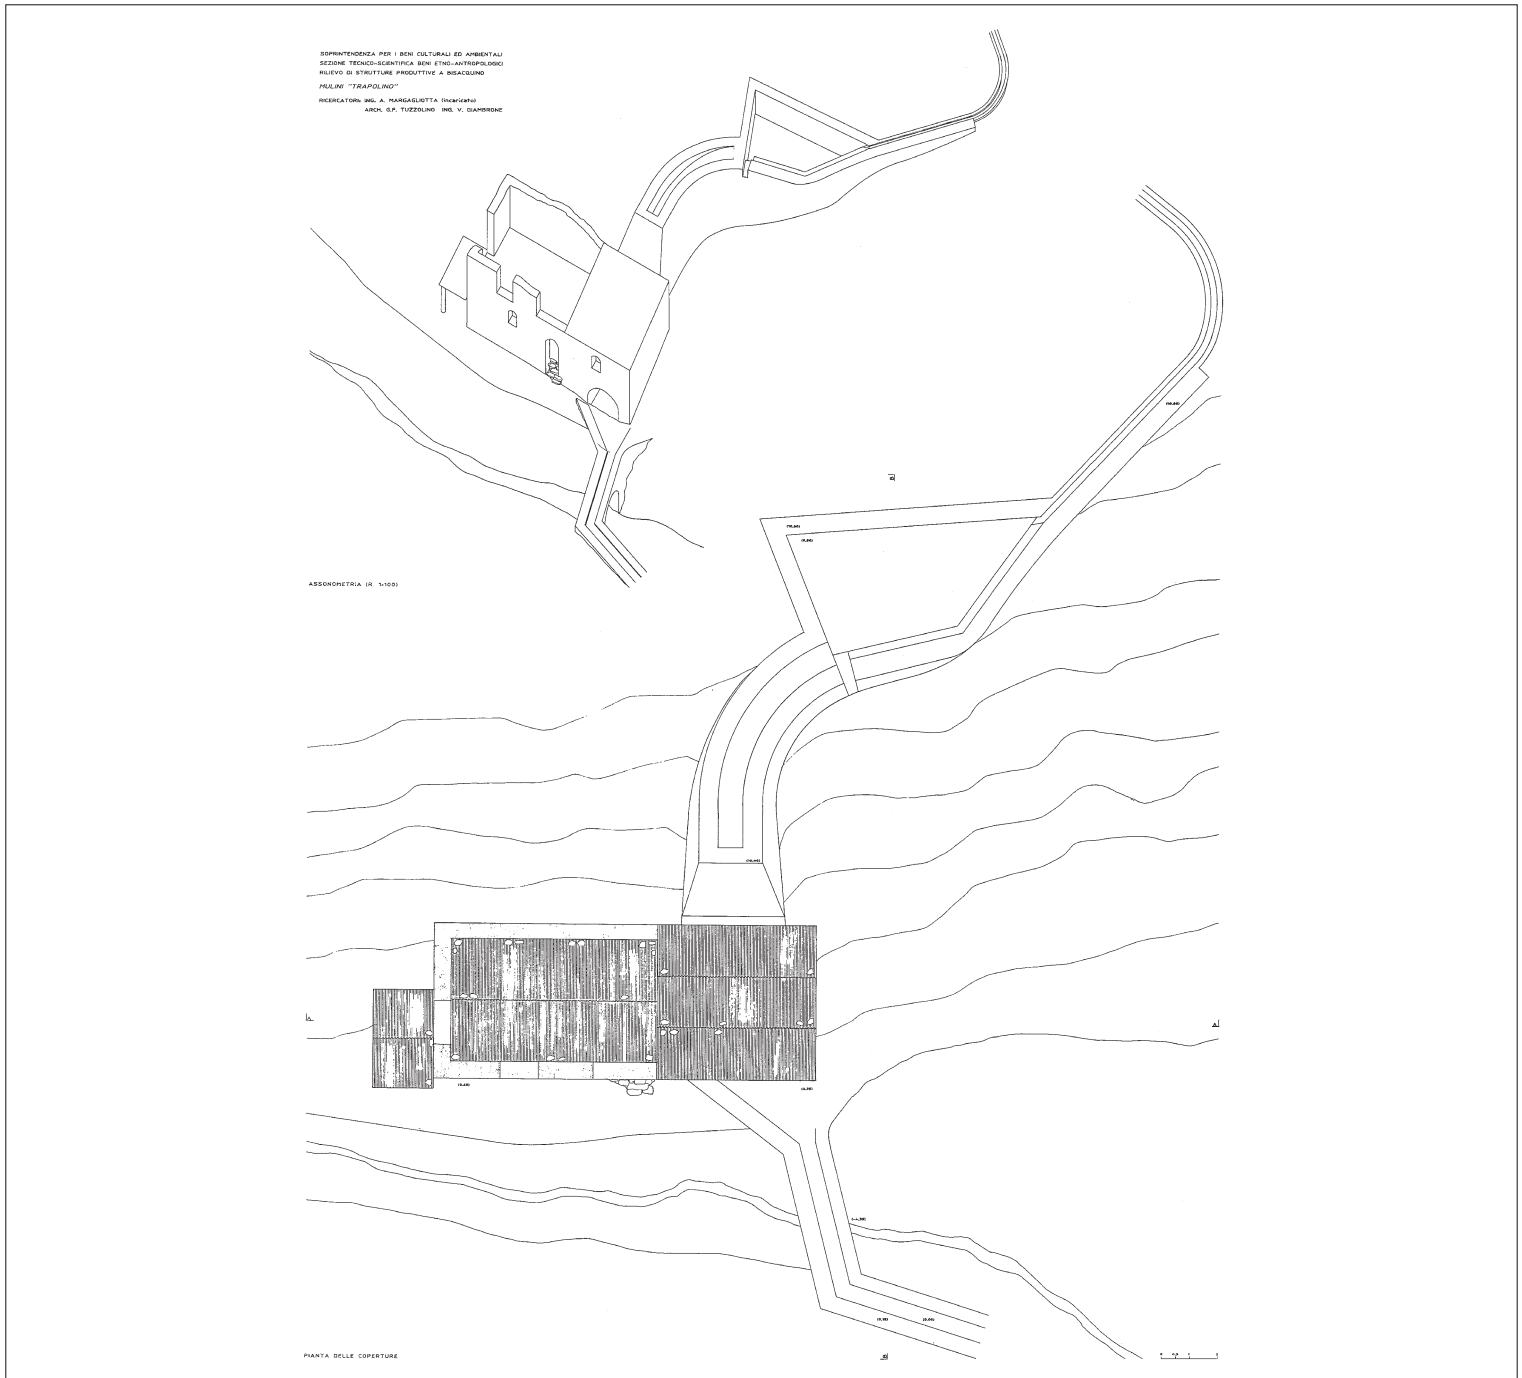 SOPRINTENDENZA PER I BENI CULTURALI ED AMBIENTALI
SEZIONE TECNICO-SCIENTIFICA BENI ETNO-ANTROPOLOGICI
RILIEVO DI STRUTTURE PRODUTTIVE A BISACQUINO
MULINI "TRAPOLINO"
RICERCATORI: ING. A. MARGAGLIOTTA (incaricato)
ARCH. G.F. TUZZOLINO ING. V. GIAMBRONE
B
ASSONOMETRIA (R. 1:100)
A
A
B
PIANTA DELLE COPERTURE